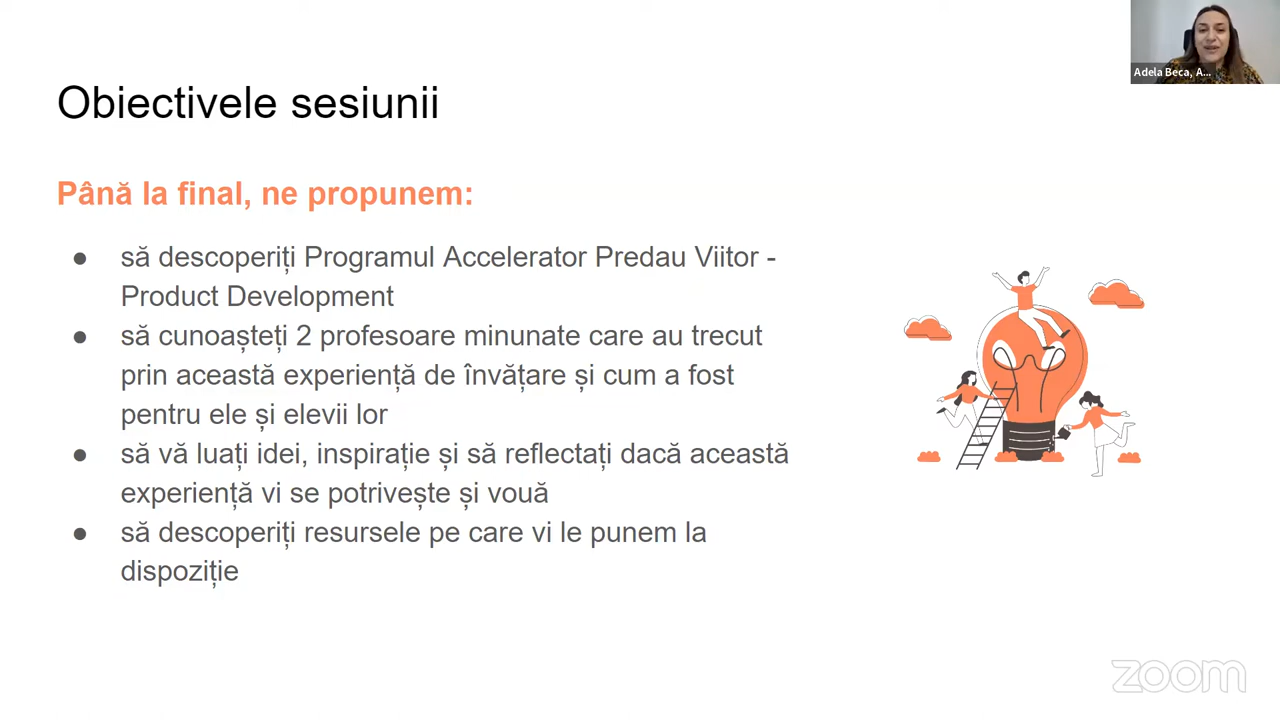 Adela Beca, A...
Obiectivele sesiunii
Până la final, ne propunem:
● să descoperiți Programul Accelerator Predau Viitor -
Product Development
● să cunoașteți 2 profesoare minunate care au trecut
prin această experiență de învățare și cum a fost
pentru ele și elevii lor
● să vă luați idei, inspirație și să reflectați dacă această
experiență vi se potrivește și vouă
● să descoperiți resursele pe care vi le punem la
dispoziție
zoom